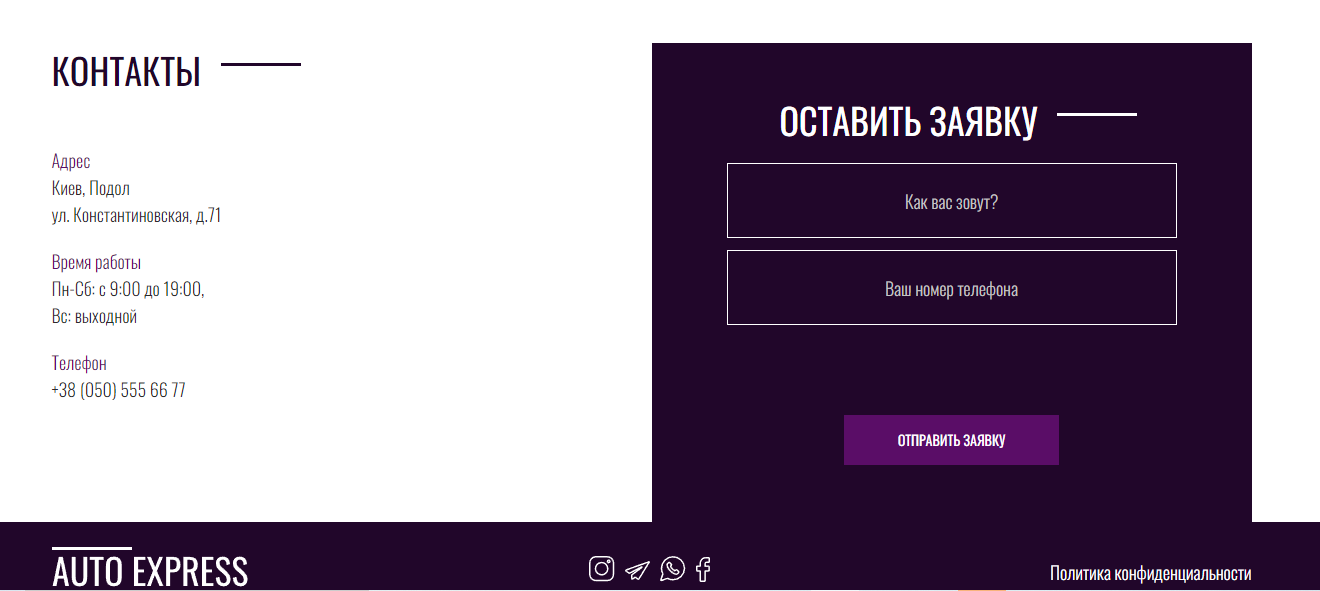 КОНТАКТЫ
Адрес
Киев, Подол
ул. Константиновская, д.71
Время работы
Пн-Сб: с 9:00 до 19:00,
Вс: выходной
Телефон
+38 (050) 555 66 77
ОСТАВИТЬ ЗАЯВКУ
Как вас зовут?
Ваш номер телефона
ОТПРАВИТЬ ЗАЯВКУ
AUTO EXPRESS
Политика конфиденциальности